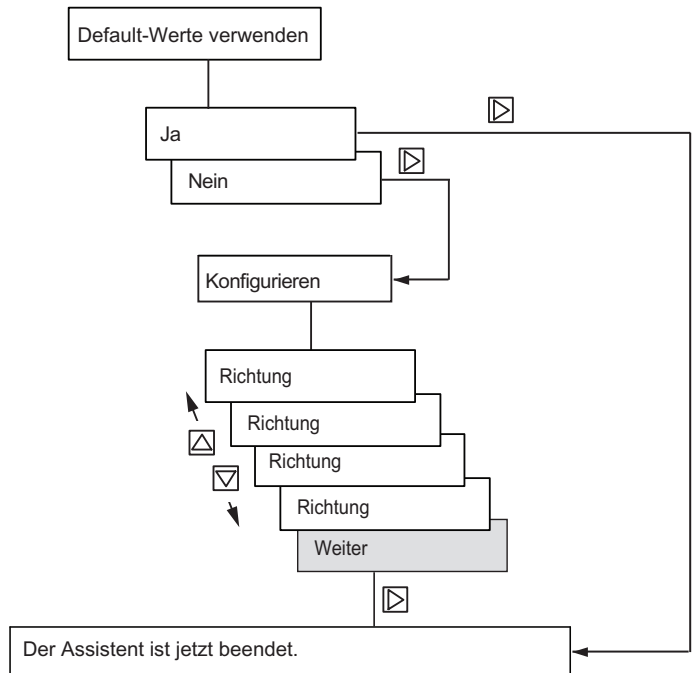 Default-Werte verwenden
Ja
Nein
Konfigurieren
Richtung
Richtung
Richtung
Richtung
Weiter
Der Assistent ist jetzt beendet.